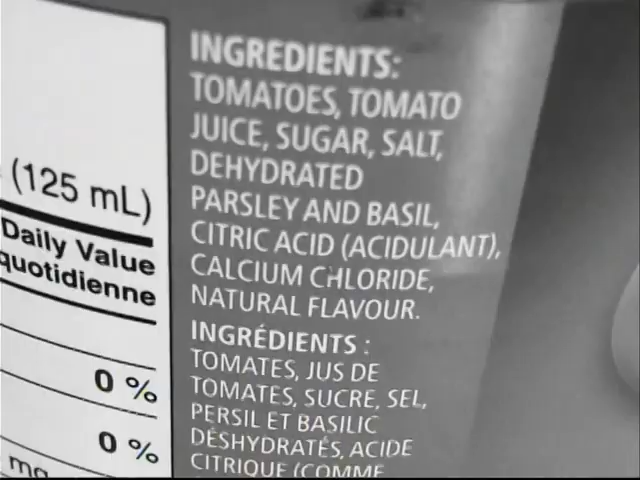 (125 mL)
Daily Value
quotidienne
0 %
0 %
mg
INGREDIENTS:
TOMATOES, TOMATO
JUICE, SUGAR, SALT,
DEHYDRATED
PARSLEY AND BASIL,
CITRIC ACID (ACIDULANT),
CALCIUM CHLORIDE,
NATURAL FLAVOUR.
INGRÉDIENTS :
TOMATES, JUS DE
TOMATES, SUCRE, SEL,
PERSIL ET BASILIC
DÉSHYDRATÉS, ACIDE
CITRIQUE (COMME